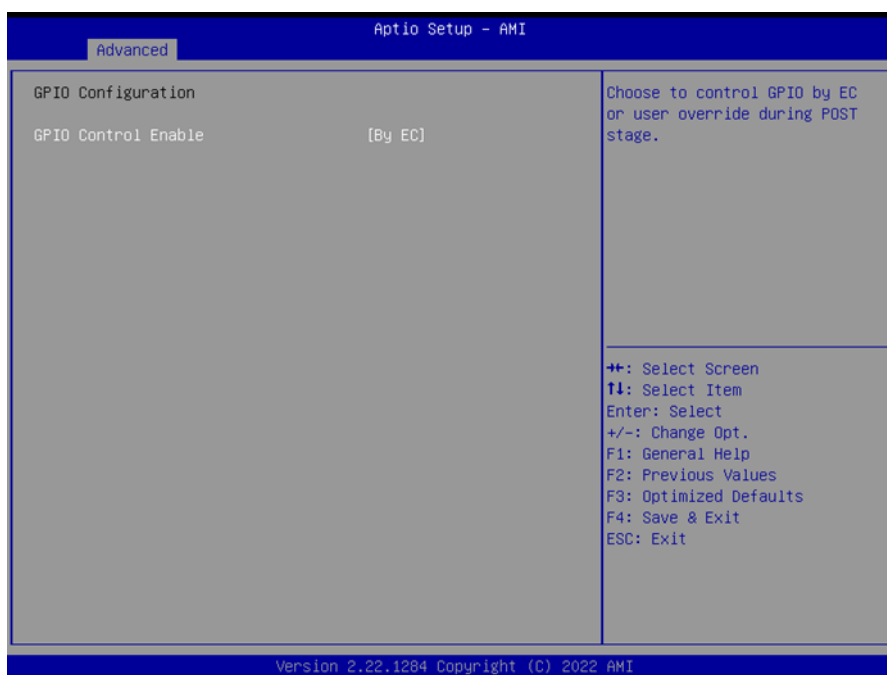 Aptio Setup – AMI
Advanced
GPIO Configuration
GPIO Control Enable [By EC]
Choose to control GPIO by EC
or user override during POST
stage.
→←: Select Screen
↑↓: Select Item
Enter: Select
+/-: Change Opt.
F1: General Help
F2: Previous Values
F3: Optimized Defaults
F4: Save & Exit
ESC: Exit
Version 2.22.1284 Copyright (C) 2022 AMI